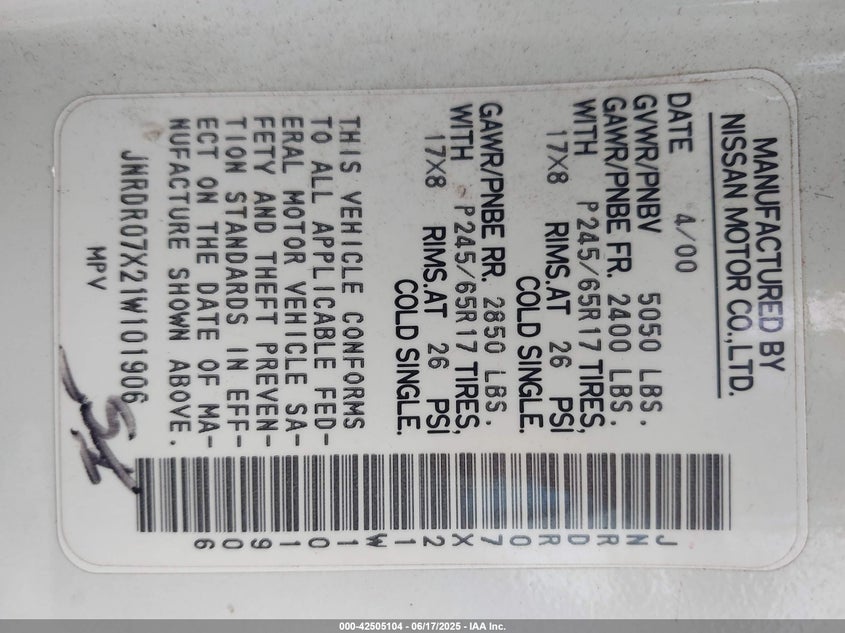 MANUFACTURED BY
NISSAN MOTOR CO.,LTD.
DATE 4/00
GVWR/PNBV 5050 LBS.
GAWR/PNBE FR. 2400 LBS.
WITH P245/65R17 TIRES,
17X8 RIMS.AT 26 PSI
COLD SINGLE.
GAWR/PNBE RR. 2850 LBS.
WITH P245/65R17 TIRES,
17X8 RIMS.AT 26 PSI
COLD SINGLE.
THIS VEHICLE CONFORMS
TO ALL APPLICABLE FED-
ERAL MOTOR VEHICLE SA-
FETY AND THEFT PREVEN-
TION STANDARDS IN EFF-
ECT ON THE DATE OF MA-
NUFACTURE SHOWN ABOVE.
JNRDR07X21W101906
MPV
JNRDR07X21W101906
000-42505104 - 06/17/2025 - IAA Inc.